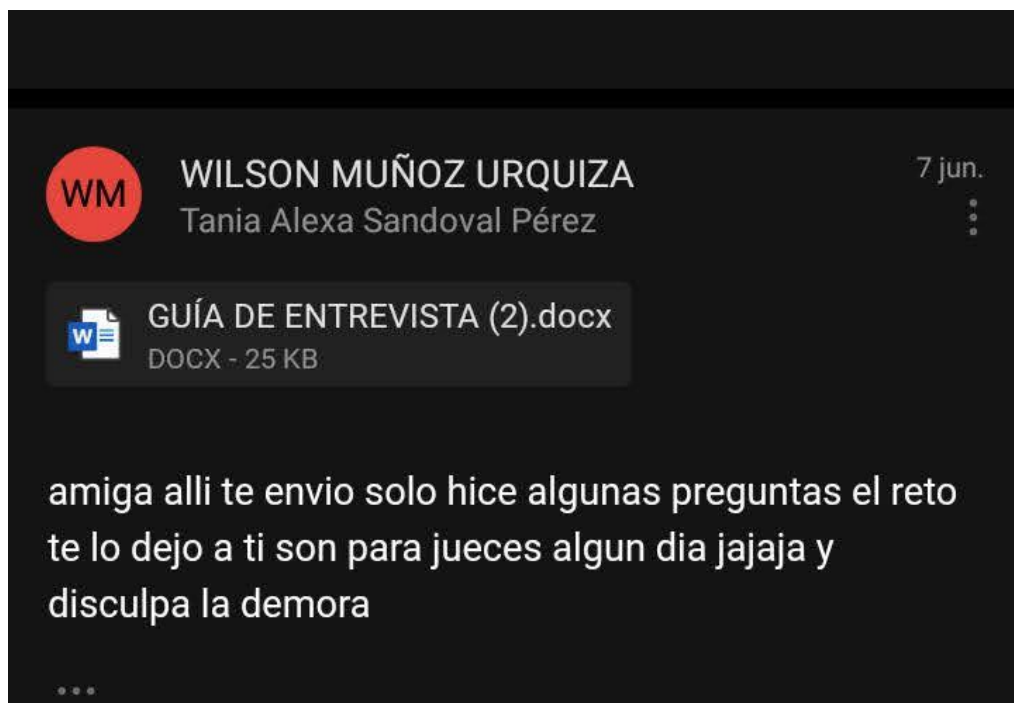 WM
WILSON MUÑOZ URQUIZA
7 jun.
Tania Alexa Sandoval Pérez
W
GUÍA DE ENTREVISTA (2).docx
DOCX - 25 KB
amiga alli te envio solo hice algunas preguntas el reto
te lo dejo a ti son para jueces algun dia jajaja y
disculpa la demora
...